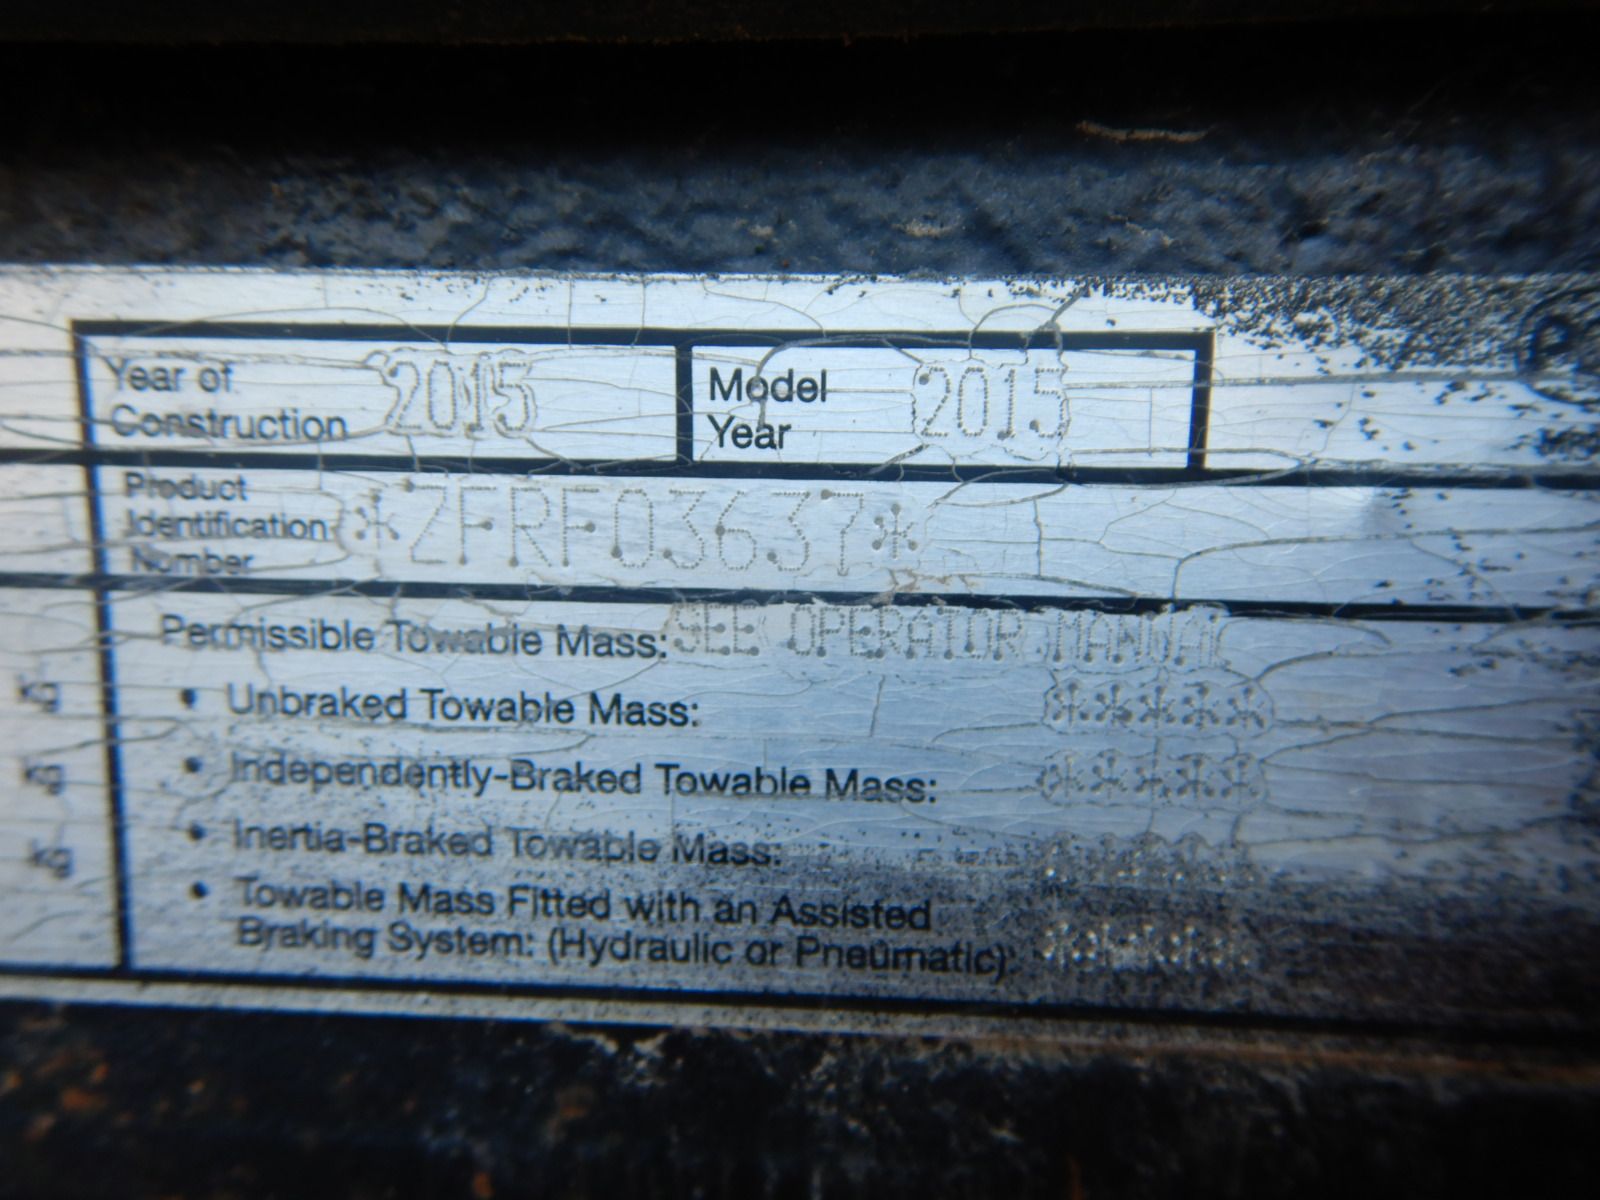 Year of
Construction 2015
Model
Year 2015
Product
Identification
Number *ZFRF03637*
Permissible Towable Mass: SEE OPERATOR MANUAL
• Unbraked Towable Mass: *****
kg
• Independently-Braked Towable Mass: *****
kg
• Inertia-Braked Towable Mass:
kg
• Towable Mass Fitted with an Assisted
Braking System: (Hydraulic or Pneumatic): *****